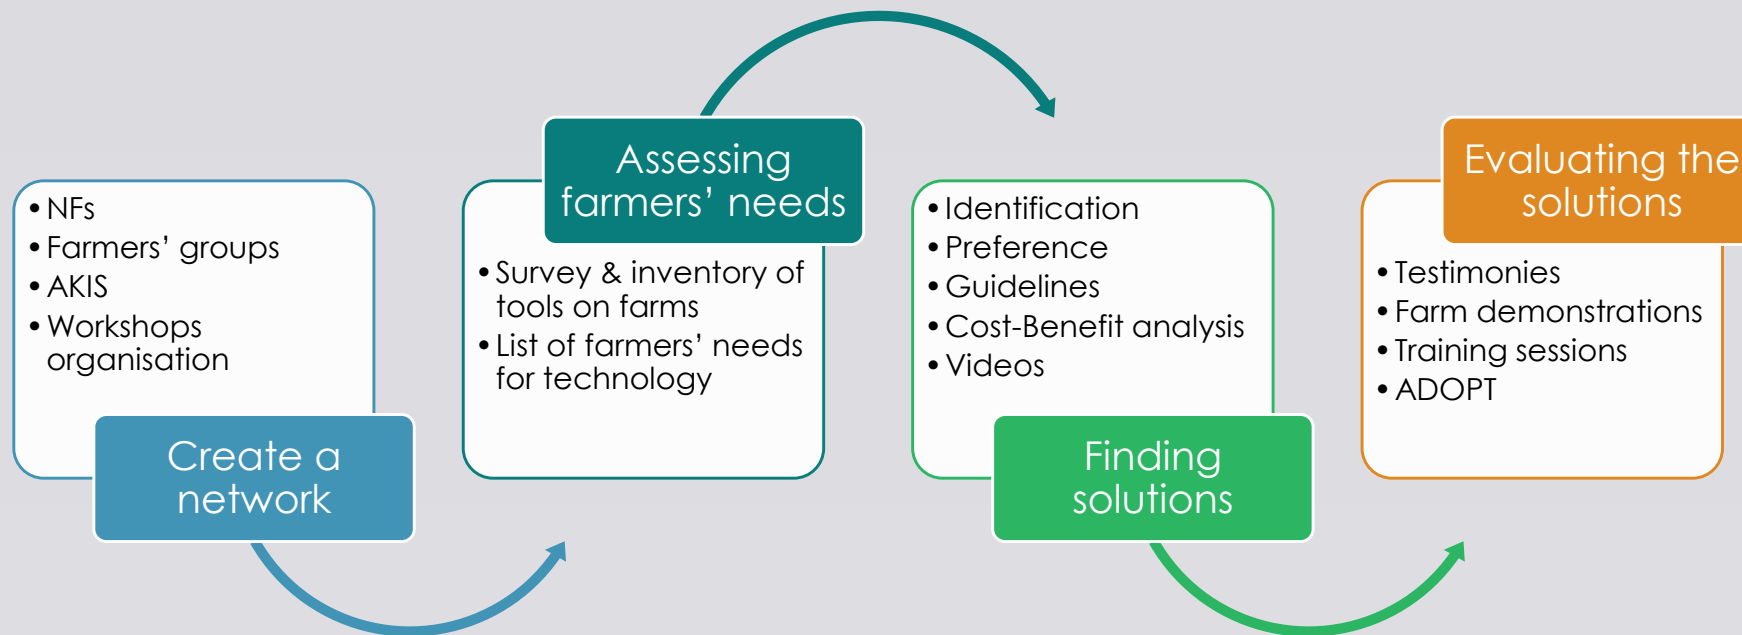 • NFs
• Farmers’ groups
• AKIS
• Workshops
organisation
Create a
network
Assessing
farmers’ needs
• Survey & inventory of
tools on farms
• List of farmers’ needs
for technology
• Identification
• Preference
• Guidelines
• Cost-Benefit analysis
• Videos
Finding
solutions
Evaluating the
solutions
• Testimonies
• Farm demonstrations
• Training sessions
• ADOPT